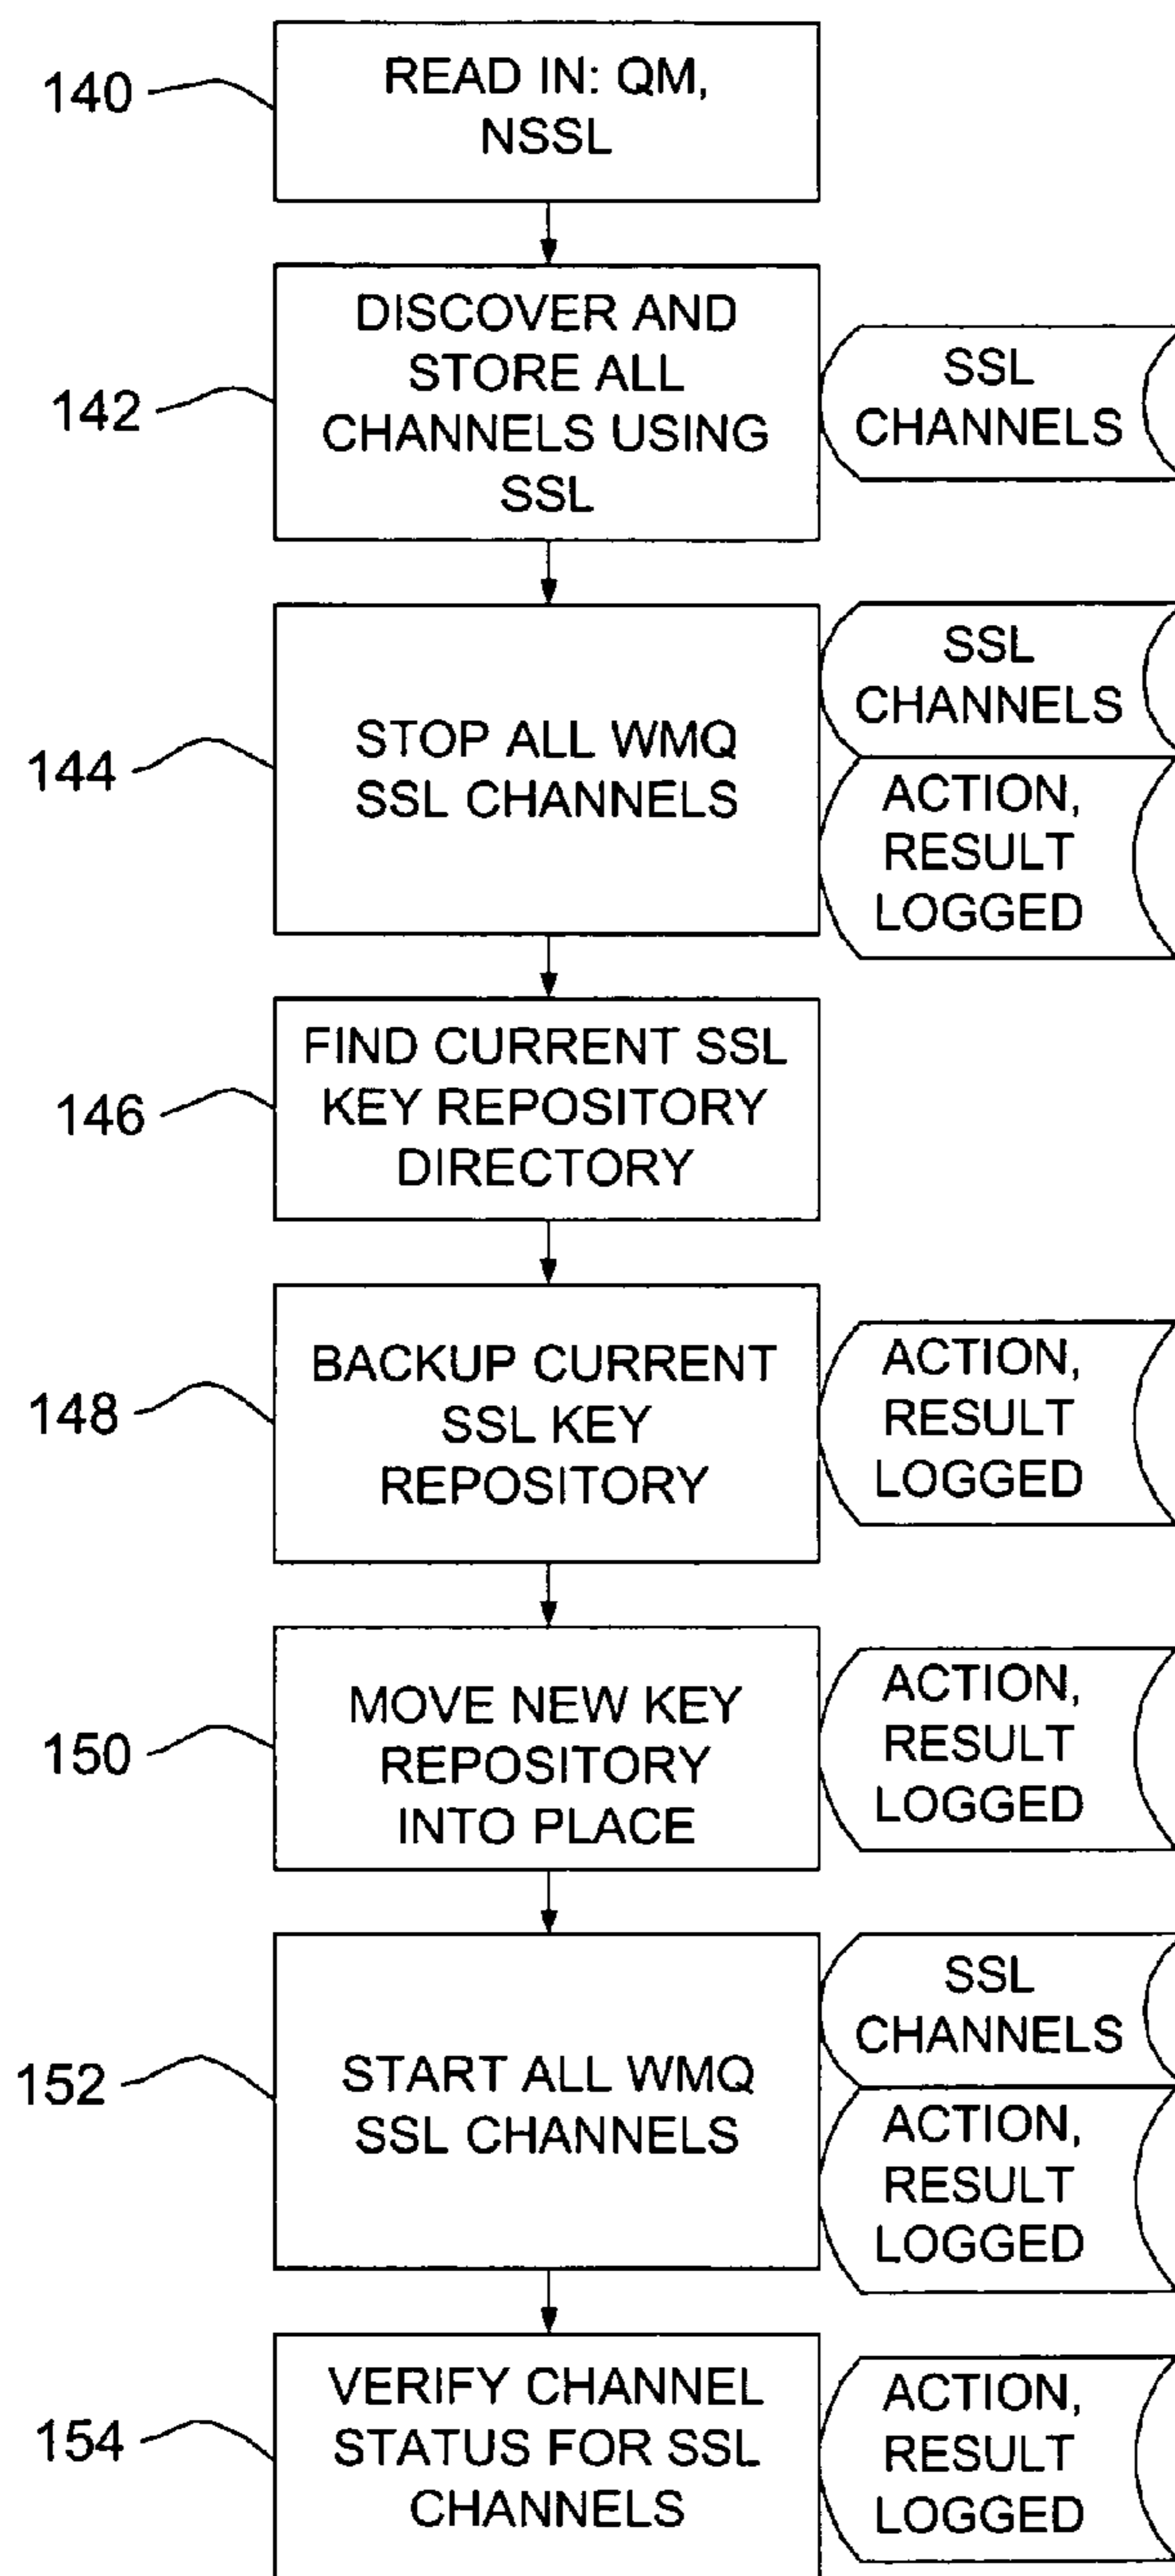 140
READ IN: QM,
NSSL
142
DISCOVER AND
STORE ALL
CHANNELS USING
SSL
SSL
CHANNELS
144
STOP ALL WMQ
SSL CHANNELS
SSL
CHANNELS
ACTION,
RESULT
LOGGED
146
FIND CURRENT SSL
KEY REPOSITORY
DIRECTORY
148
BACKUP CURRENT
SSL KEY
REPOSITORY
ACTION,
RESULT
LOGGED
150
MOVE NEW KEY
REPOSITORY
INTO PLACE
ACTION,
RESULT
LOGGED
152
START ALL WMQ
SSL CHANNELS
SSL
CHANNELS
ACTION,
RESULT
LOGGED
154
VERIFY CHANNEL
STATUS FOR SSL
CHANNELS
ACTION,
RESULT
LOGGED